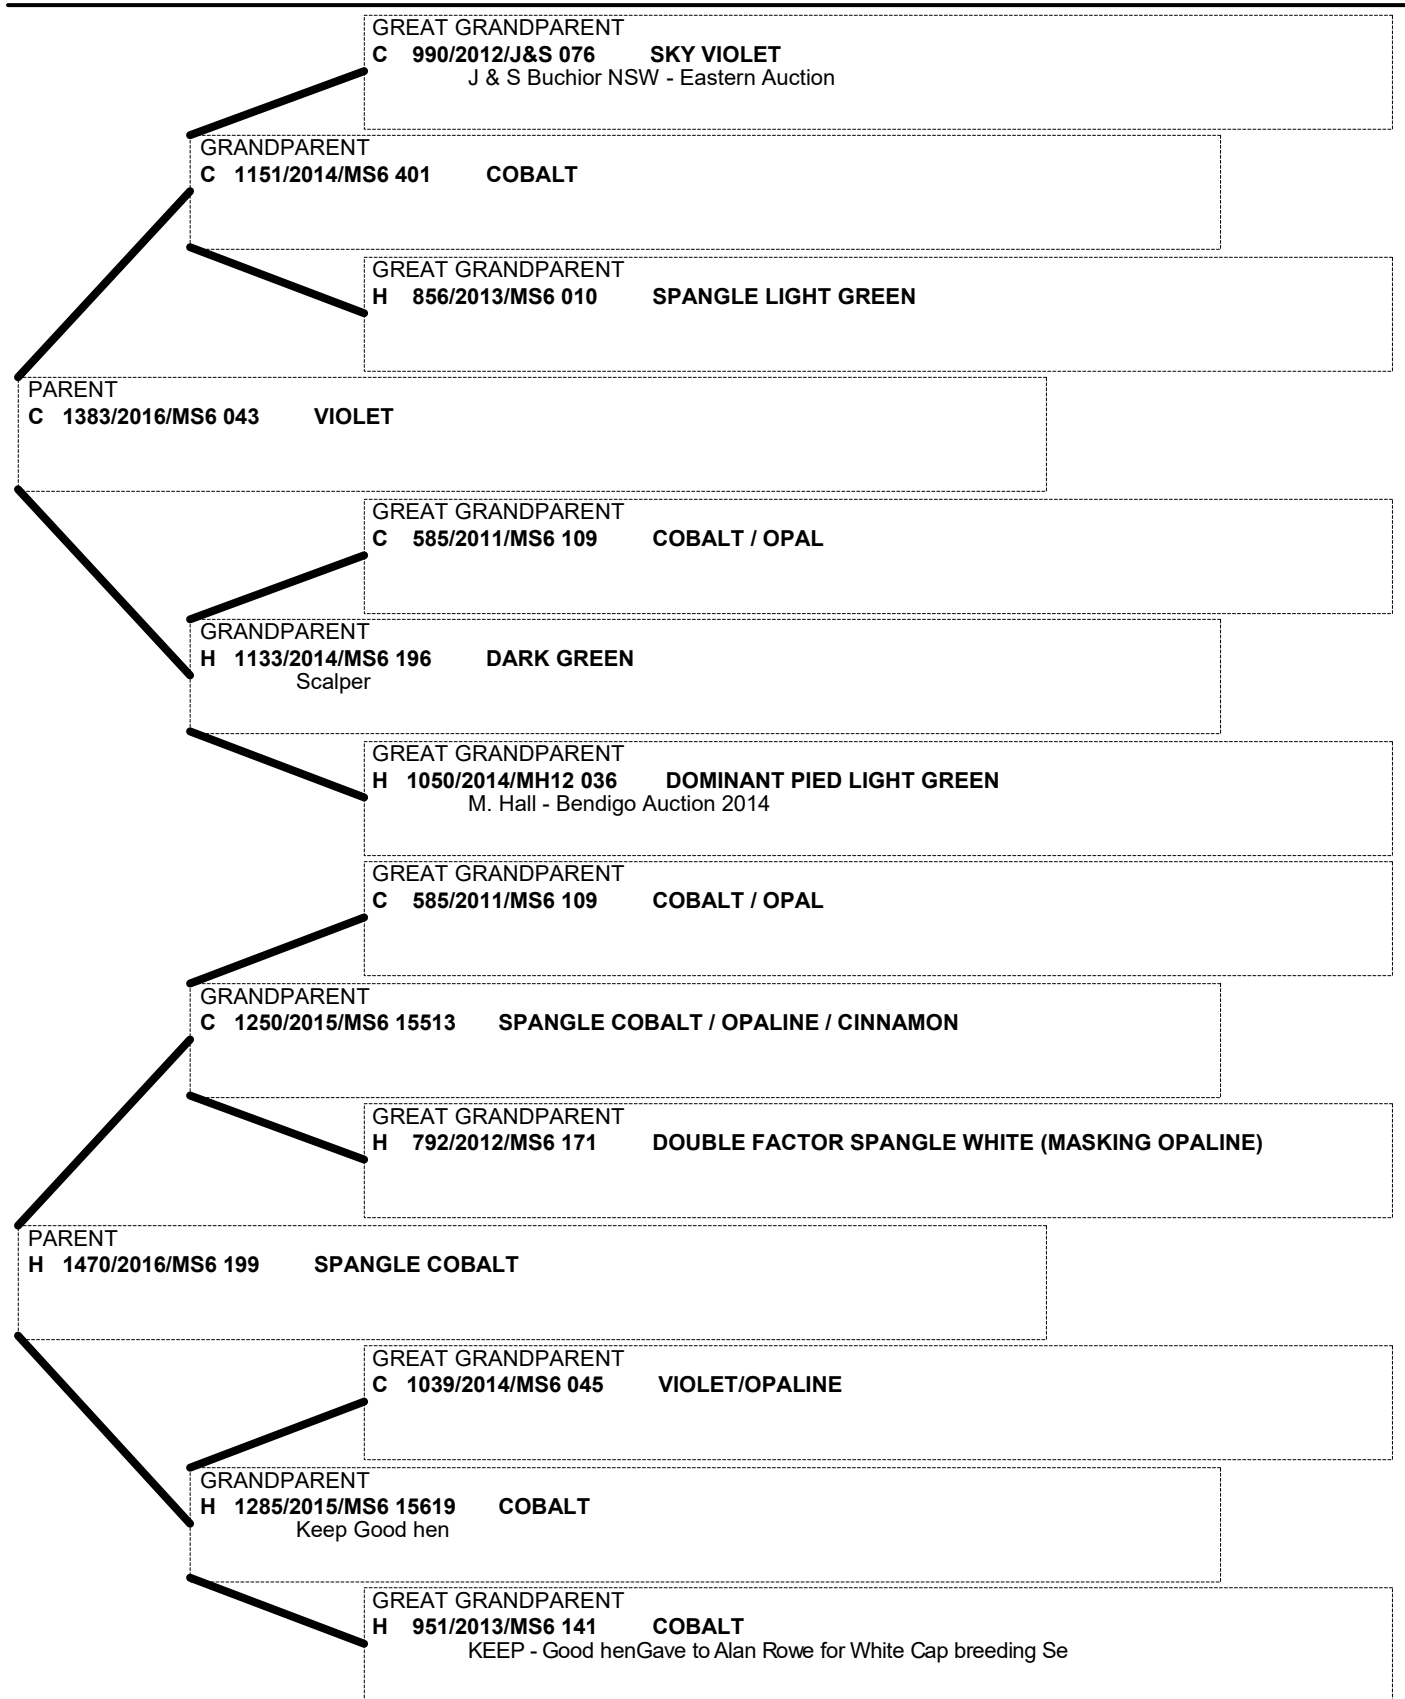 GREAT GRANDPARENT
C 990/2012/J&S 076 SKY VIOLET
J & S Buchior NSW - Eastern Auction
GRANDPARENT
C 1151/2014/MS6 401 COBALT
GREAT GRANDPARENT
H 856/2013/MS6 010 SPANGLE LIGHT GREEN
PARENT
C 1383/2016/MS6 043 VIOLET
GREAT GRANDPARENT
C 585/2011/MS6 109 COBALT / OPAL
GRANDPARENT
H 1133/2014/MS6 196 DARK GREEN
Scalper
GREAT GRANDPARENT
H 1050/2014/MH12 036 DOMINANT PIED LIGHT GREEN
M. Hall - Bendigo Auction 2014
GREAT GRANDPARENT
C 585/2011/MS6 109 COBALT / OPAL
GRANDPARENT
C 1250/2015/MS6 15513 SPANGLE COBALT / OPALINE / CINNAMON
GREAT GRANDPARENT
H 792/2012/MS6 171 DOUBLE FACTOR SPANGLE WHITE (MASKING OPALINE)
PARENT
H 1470/2016/MS6 199 SPANGLE COBALT
GREAT GRANDPARENT
C 1039/2014/MS6 045 VIOLET/OPALINE
GRANDPARENT
H 1285/2015/MS6 15619 COBALT
Keep Good hen
GREAT GRANDPARENT
H 951/2013/MS6 141 COBALT
KEEP - Good henGave to Alan Rowe for White Cap breeding Se